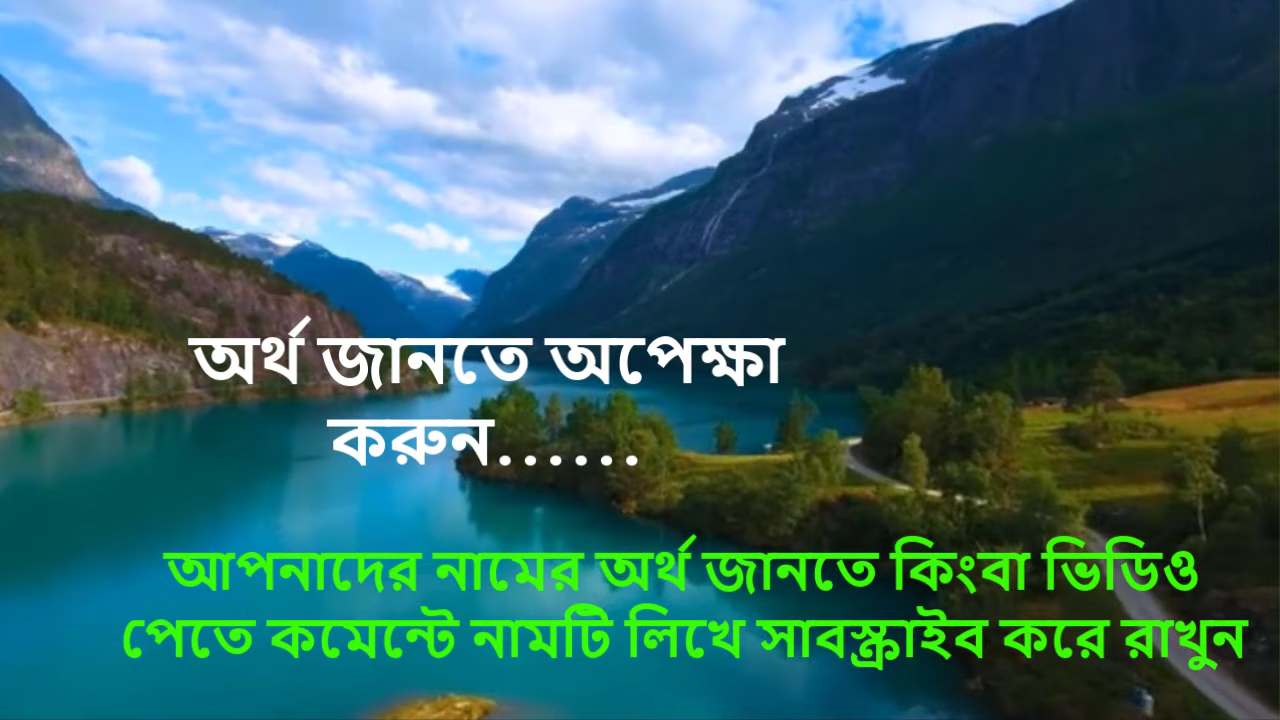 অর্থ জানতে অপেক্ষা
করুন......
আপনাদের নামের অর্থ জানতে কিংবা ভিডিও
পেতে কমেন্টে নামটি লিখে সাবস্ক্রাইব করে রাখুন